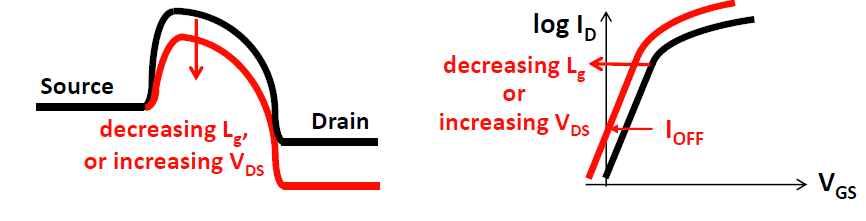 Source
decreasing Lg,
or increasing VDS
Drain
log ID
decreasing Lg
or
increasing VDS
IOFF
VGS